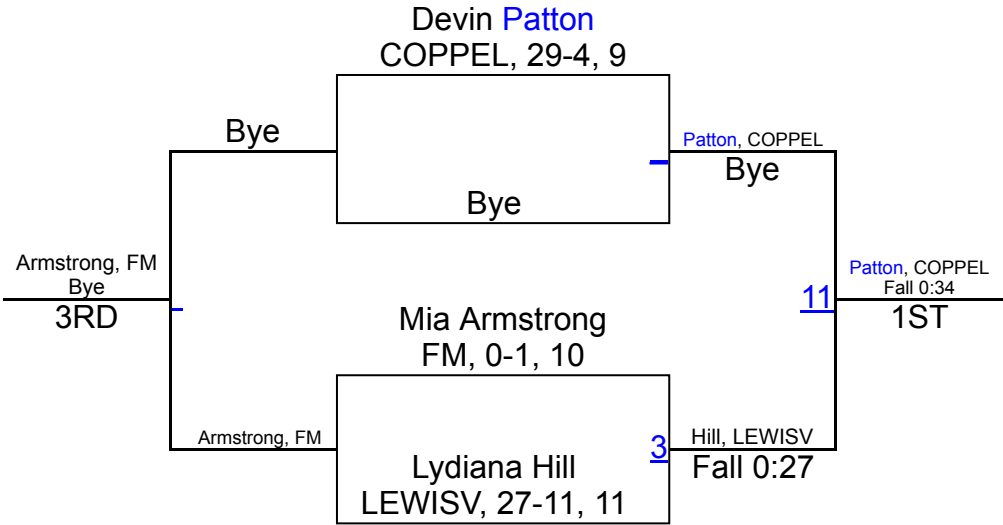 Devin Patton
COPPEL, 29-4, 9
Bye
Patton, COPPEL
Bye
Bye
Armstrong, FM
Bye
3RD
Patton, COPPEL
Fall 0:34
1ST
11
Mia Armstrong
FM, 0-1, 10
Armstrong, FM
3
Hill, LEWISV
Fall 0:27
Lydiana Hill
LEWISV, 27-11, 11